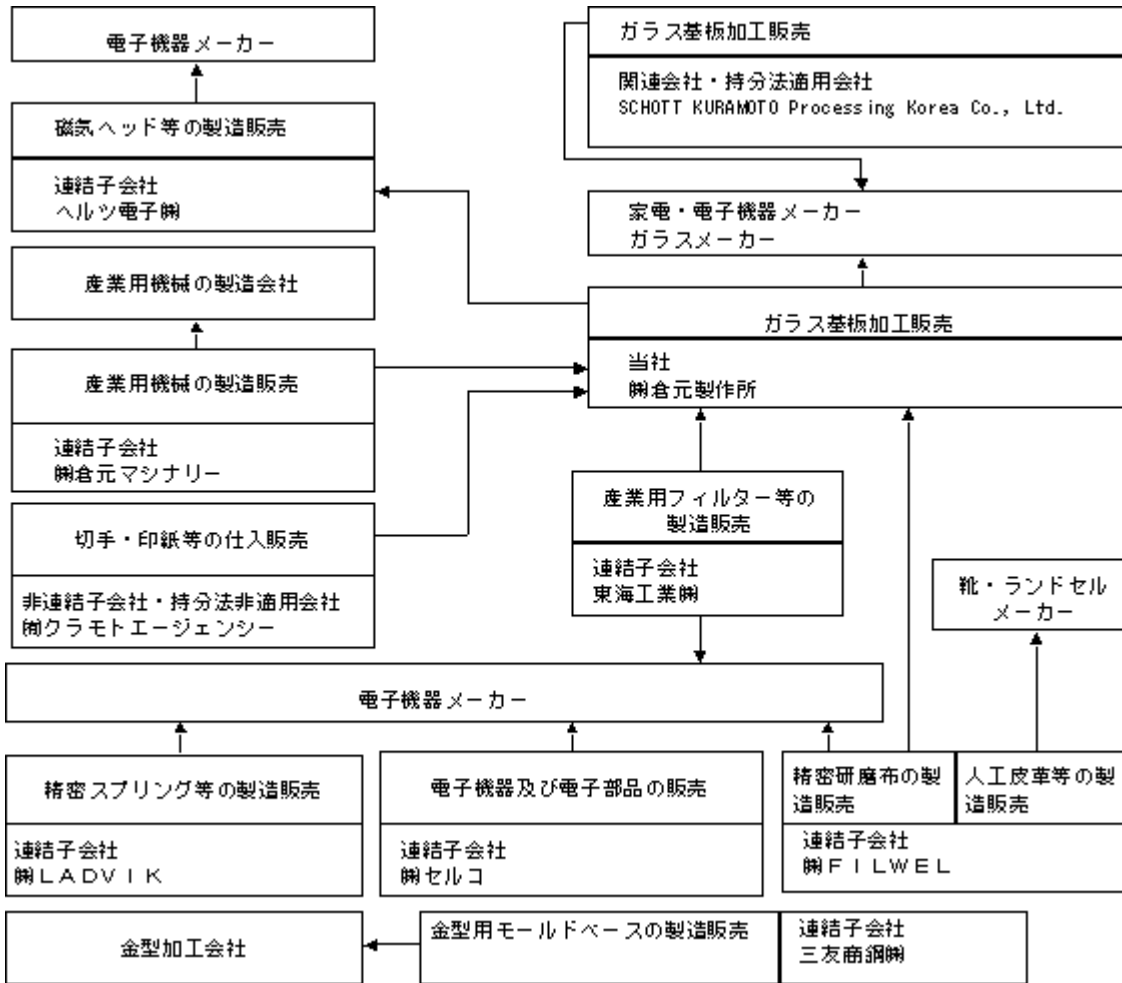 電子機器メーカー
磁気ヘッド等の製造販売
連結子会社
ヘルツ電子㈱
産業用機械の製造会社
産業用機械の製造販売
連結子会社
㈱倉元マシナリー
切手・印紙等の仕入販売
非連結子会社・持分法非適用会社
㈲クラモトエージェンシー
ガラス基板加工販売
関連会社・持分法適用会社
SCHOTT KURAMOTO Processing Korea Co., Ltd.
家電・電子機器メーカー
ガラスメーカー
ガラス基板加工販売
当社
㈱倉元製作所
産業用フィルター等の
製造販売
連結子会社
東海工業㈱
靴・ランドセル
メーカー
電子機器メーカー
精密スプリング等の製造販売
連結子会社
㈱ＬＡＤＶＩＫ
電子機器及び電子部品の販売
連結子会社
㈱セルコ
精密研磨布の製
造販売
人工皮革等の製
造販売
連結子会社
㈱ＦＩＬＷＥＬ
金型加工会社
金型用モールドベースの製造販売
連結子会社
三友商鋼㈱